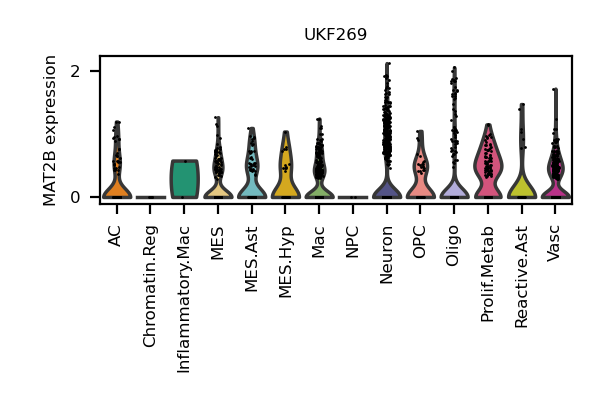 UKF269
MAT2B expression
2
0
AC
Chromatin.Reg
Inflammatory.Mac
MES
MES.Ast
MES.Hyp
Mac
NPC
Neuron
OPC
Oligo
Prolif.Metab
Reactive.Ast
Vasc